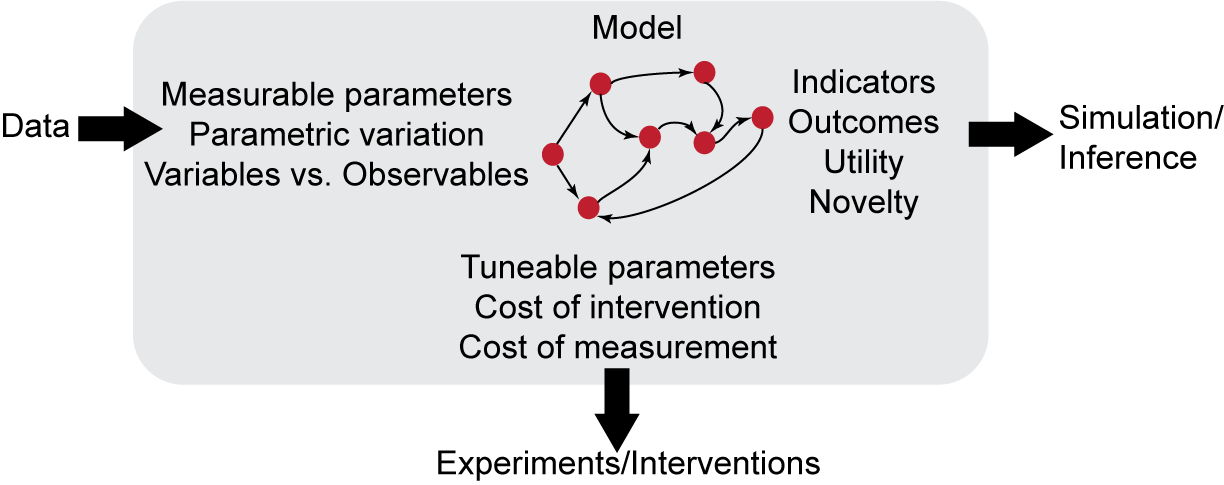 Model
Data
Measurable parameters
Parametric variation
Variables vs. Observables
Indicators
Outcomes
Utility
Novelty
Simulation/
Inference
Tuneable parameters
Cost of intervention
Cost of measurement
Experiments/Interventions